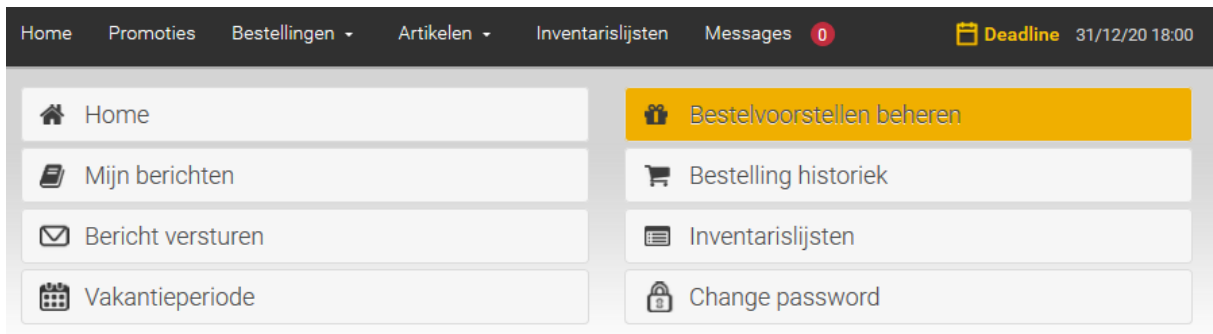 Home Promoties Bestellingen Artikelen Inventarislijsten Messages 0 Deadline 31/12/20 18:00
Home
Bestelvoorstellen beheren
Mijn berichten
Bestelling historiek
Bericht versturen
Inventarislijsten
Vakantieperiode
Change password